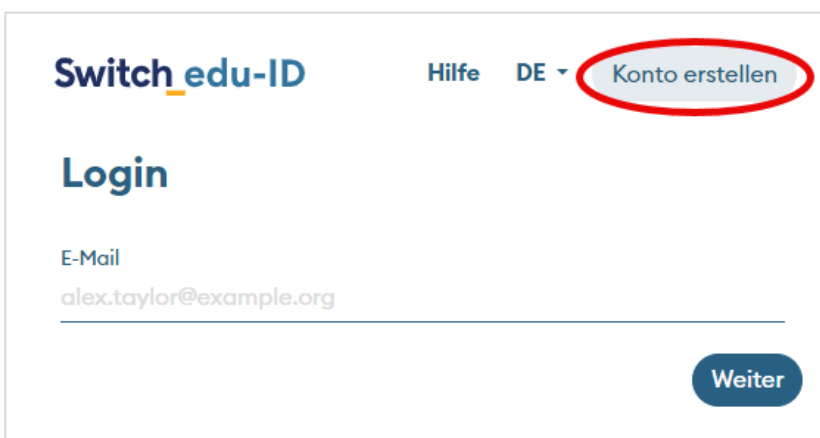 Switch edu-ID Hilfe DE Konto erstellen
Login
E-Mail
alex.taylor@example.org
Weiter